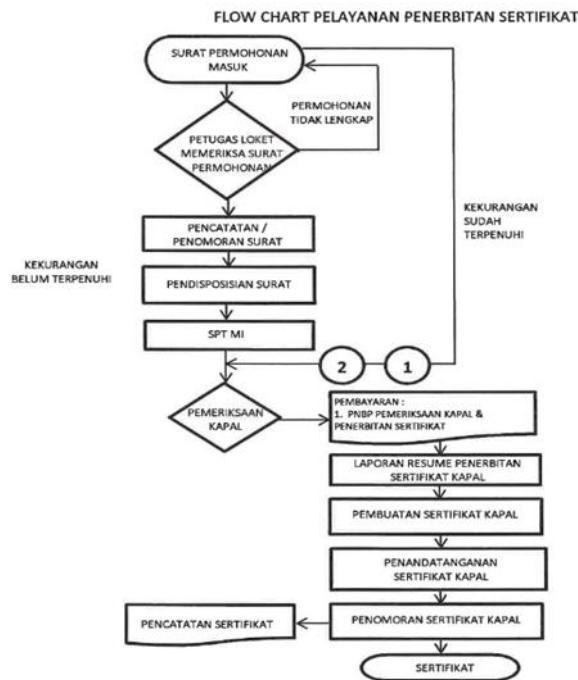 FLOW CHART PELAYANAN PENERBITAN SERTIFIKAT
SURAT PERMOHONAN
MASUK
PERMOHONAN
TIDAK LENGKAP
PETUGAS LOKET
MEMERIKSA SURAT
PERMOHONAN
KEKURANGAN
SUDAH
TERPENUHI
PENCATATAN /
PENOMORAN SURAT
KEKURANGAN
BELUM TERPENUHI
PENDISPOSISIAN SURAT
SPT MI
2
1
PEMERIKSAAN
KAPAL
PEMBAYARAN :
1. PNBP PEMERIKSAAN KAPAL &
PENERBITAN SERTIFIKAT
LAPORAN RESUME PENERBITAN
SERTIFIKAT KAPAL
PEMBUATAN SERTIFIKAT KAPAL
PENANDATANGANAN
SERTIFIKAT KAPAL
PENCATATAN SERTIFIKAT
PENOMORAN SERTIFIKAT KAPAL
SERTIFIKAT